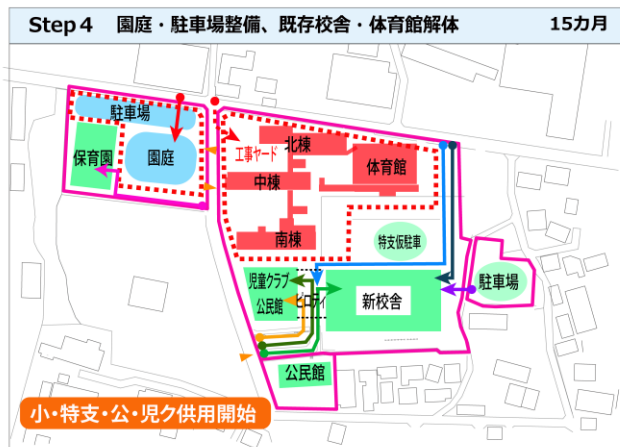 Step4 園庭・駐車場整備、既存校舎・体育館解体 15カ月
駐車場
保育園
園庭
工事ヤード
北棟
体育館
中棟
南棟
特支仮駐車
児童クラブ
公民館
ピロティ
新校舎
駐車場
公民館
小・特支・公・児ク供用開始